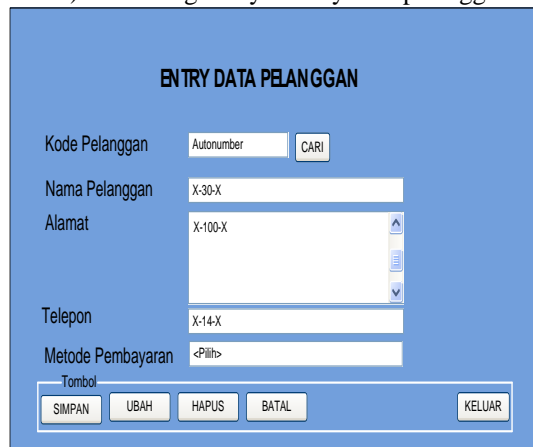 ENTRY DATA PELANGGAN
Kode Pelanggan Autonumber CARI
Nama Pelanggan X-30-X
Alamat X-100-X
Telepon X-14-X
Metode Pembayaran <Pilih>
Tombol
SIMPAN UBAH HAPUS BATAL KELUAR